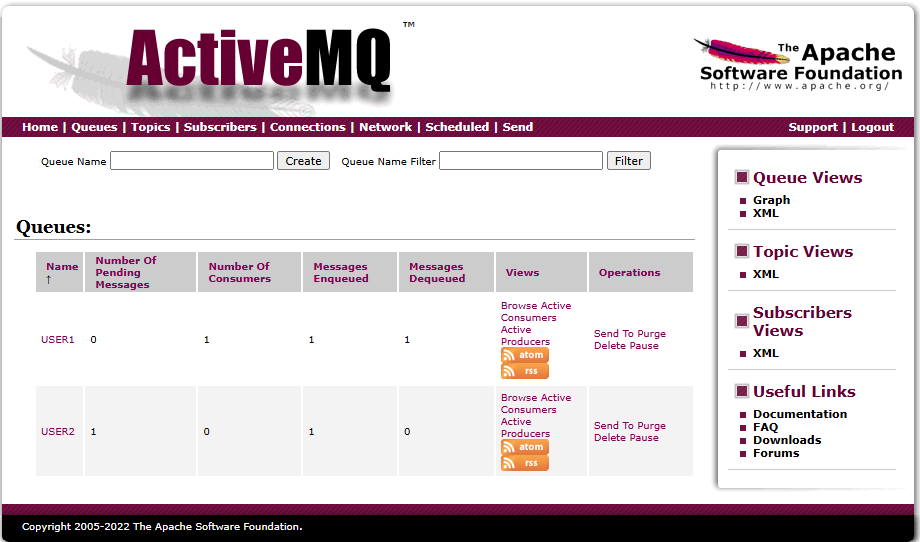 ActiveMQ ™
The Apache
Software Foundation
http://www.apache.org/
Home | Queues | Topics | Subscribers | Connections | Network | Scheduled | Send
Support | Logout
Queue Name Create Queue Name Filter Filter
Queues:
Name ↑
Number Of
Pending
Messages
Number Of
Consumers
Messages
Enqueued
Messages
Dequeued
Views
Operations
USER1
0
1
1
1
Browse Active
Consumers
Active
Producers
atom
rss
Send To Purge
Delete Pause
USER2
1
0
1
0
Browse Active
Consumers
Active
Producers
atom
rss
Send To Purge
Delete Pause
Queue Views
Graph
XML
Topic Views
XML
Subscribers
Views
XML
Useful Links
Documentation
FAQ
Downloads
Forums
Copyright 2005-2022 The Apache Software Foundation.